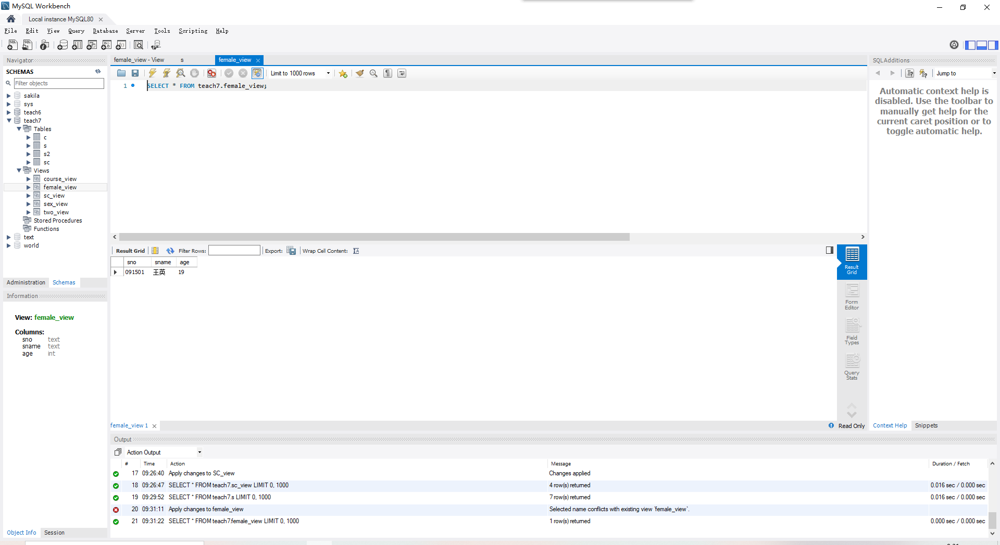 MySQL Workbench
Local instance MySQL80
File Edit View Query Database Server Tools Scripting Help
Navigator
SCHEMAS
Filter objects
sakila
sys
teach6
teach7
Tables
c
s
s2
sc
Views
course_view
female_view
sc_view
sex_view
two_view
Stored Procedures
Functions
text
world
Administration Schemas
Information
View: female_view
Columns:
sno text
sname text
age int
Object Info Session
female_view - View s female_view
Limit to 1000 rows
1 SELECT * FROM teach7.female_view;
Result Grid Filter Rows: Export: Wrap Cell Content:
sno sname age
091501 王英 19
Result Grid
Form Editor
Field Types
Query Stats
female_view 1
Read Only
SQLAdditions
Jump to
Automatic context help is
disabled. Use the toolbar to
manually get help for the
current caret position or to
toggle automatic help.
Context Help Snippets
Output
Action Output
# Time Action Message Duration / Fetch
17 09:26:40 Apply changes to SC_view Changes applied
18 09:26:47 SELECT * FROM teach7.sc_view LIMIT 0, 1000 4 row(s) returned 0.016 sec / 0.000 sec
19 09:29:52 SELECT * FROM teach7.s LIMIT 0, 1000 7 row(s) returned 0.016 sec / 0.000 sec
20 09:31:11 Apply changes to female_view Selected name conflicts with existing view `female_view`.
21 09:31:22 SELECT * FROM teach7.female_view LIMIT 0, 1000 1 row(s) returned 0.000 sec / 0.000 sec